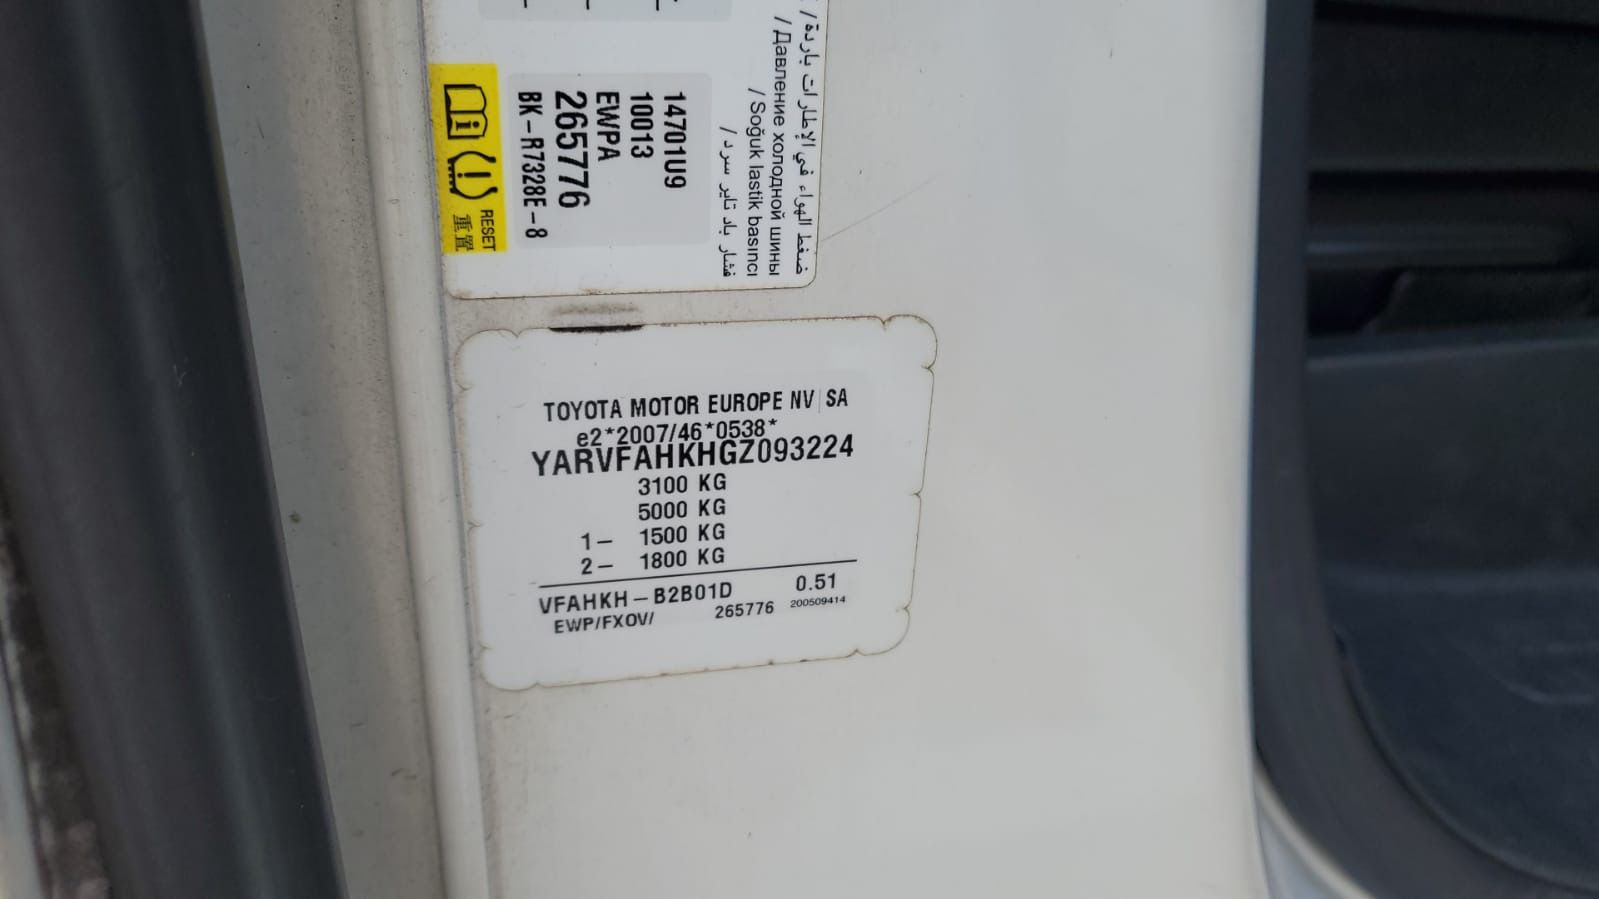 ضغط الهواء في الإطارات باردة /
/ Давление холодной шины
/ Soğuk lastik basıncı
فشار باد تایر سرد /
14701U9
10013
EWPA
265776
BK-R7328E-8
RESET
重置
TOYOTA MOTOR EUROPE NV SA
e2*2007/46*0538*
YARVFAHKHGZ093224
3100 KG
5000 KG
1- 1500 KG
2- 1800 KG
VFAHKH-B2B01D 0.51
EWP/FXOV/ 265776 200509414